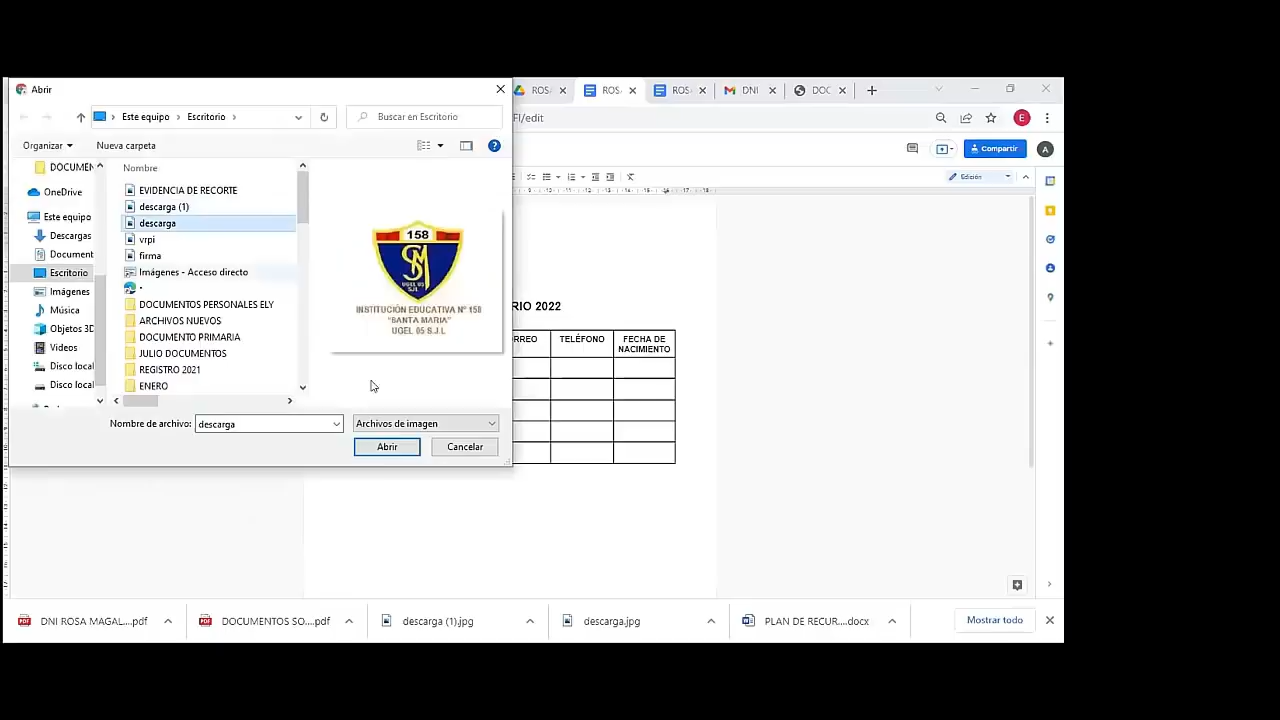 Abrir
Este equipo
Escritorio
Buscar en Escritorio
Organizar
Nueva carpeta
DOCUMEN
OneDrive
Este equipo
Descargas
Document
Escritorio
Imágenes
Música
Objetos 3D
Videos
Disco local
Disco local
Nombre
EVIDENCIA DE RECORTE
descarga (1)
descarga
vrpi
firma
Imágenes - Acceso directo
DOCUMENTOS PERSONALES ELY
ARCHIVOS NUEVOS
DOCUMENTO PRIMARIA
JULIO DOCUMENTOS
REGISTRO 2021
ENERO
158
SM
UGEL 05
S.J.L
INSTITUCIÓN EDUCATIVA Nº 158
"SANTA MARIA"
UGEL 05 S.J.L
Nombre de archivo:
descarga
Archivos de imagen
Abrir
Cancelar
ROSA
ROS
ROS
DNI
DOC
FI/edit
E
Compartir
A
Edición
RIO 2022
RREO
TELÉFONO
FECHA DE
NACIMIENTO
DNI ROSA MAGAL....pdf
DOCUMENTOS SO....pdf
descarga (1).jpg
descarga.jpg
PLAN DE RECUR....docx
Mostrar todo